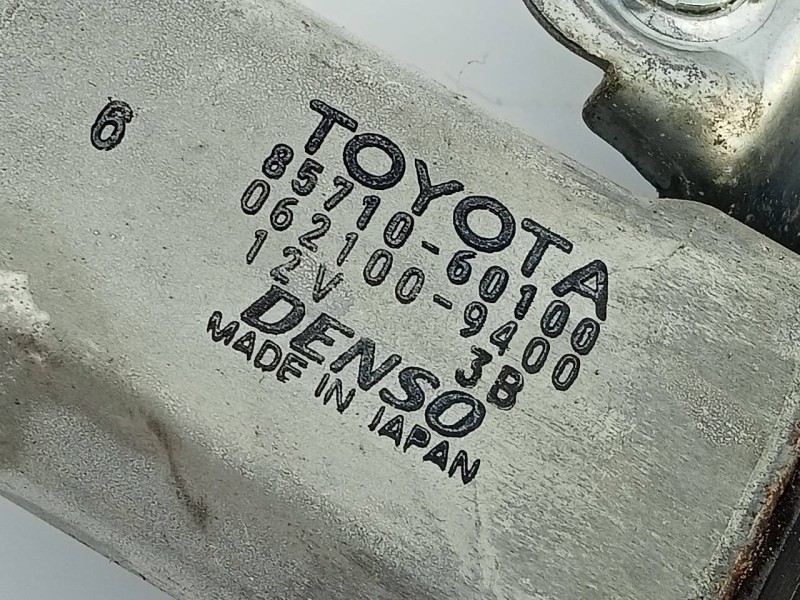 6
TOYOTA
85710-60100
062100-9400
12V 3B
DENSO
MADE IN JAPAN